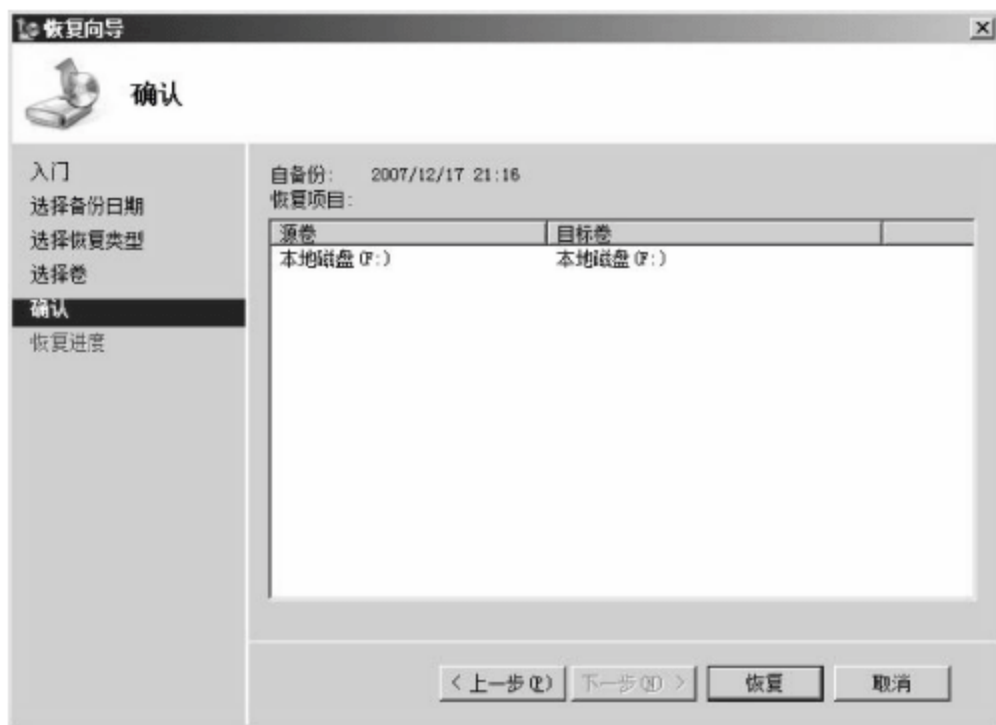 恢复向导
确认
入门
选择备份日期
选择恢复类型
选择卷
确认
恢复进度
自备份: 2007/12/17 21:16
恢复项目:
源卷 目标卷
本地磁盘(F:) 本地磁盘(F:)
< 上一步(P) 下一步(N) > 恢复 取消